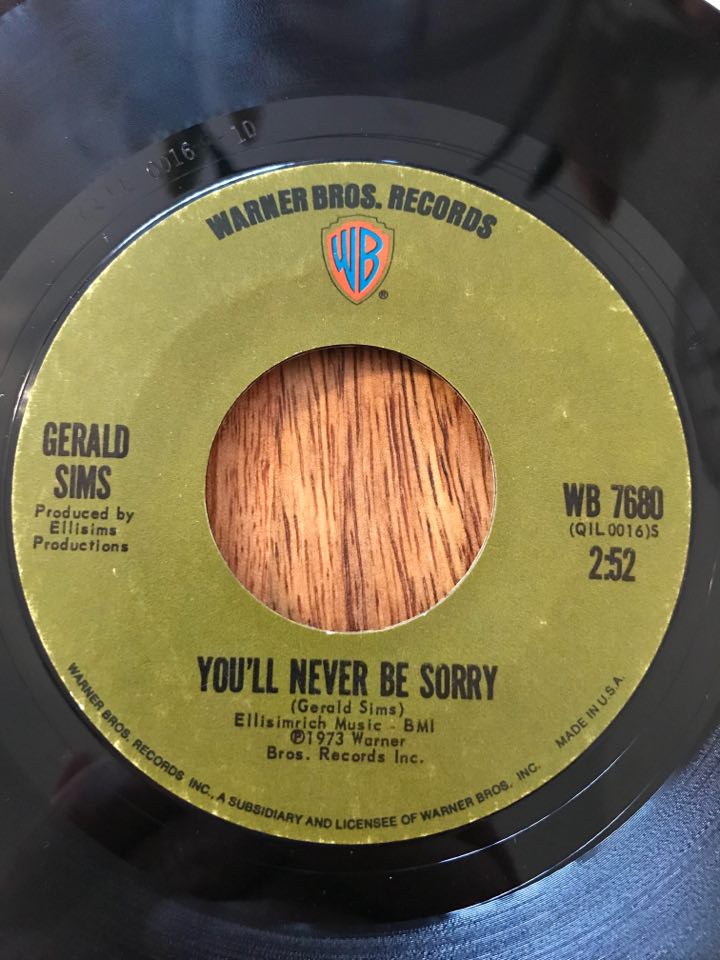 0016 - 1D
WARNER BROS. RECORDS
WB
®
GERALD
SIMS
Produced by
Ellisims
Productions
WB 7680
(QIL 0016)S
2:52
YOU'LL NEVER BE SORRY
(Gerald Sims)
Ellisimrich Music - BMI
℗1973 Warner
Bros. Records Inc.
WARNER BROS. RECORDS INC., A SUBSIDIARY AND LICENSEE OF WARNER BROS. INC. MADE IN U.S.A.